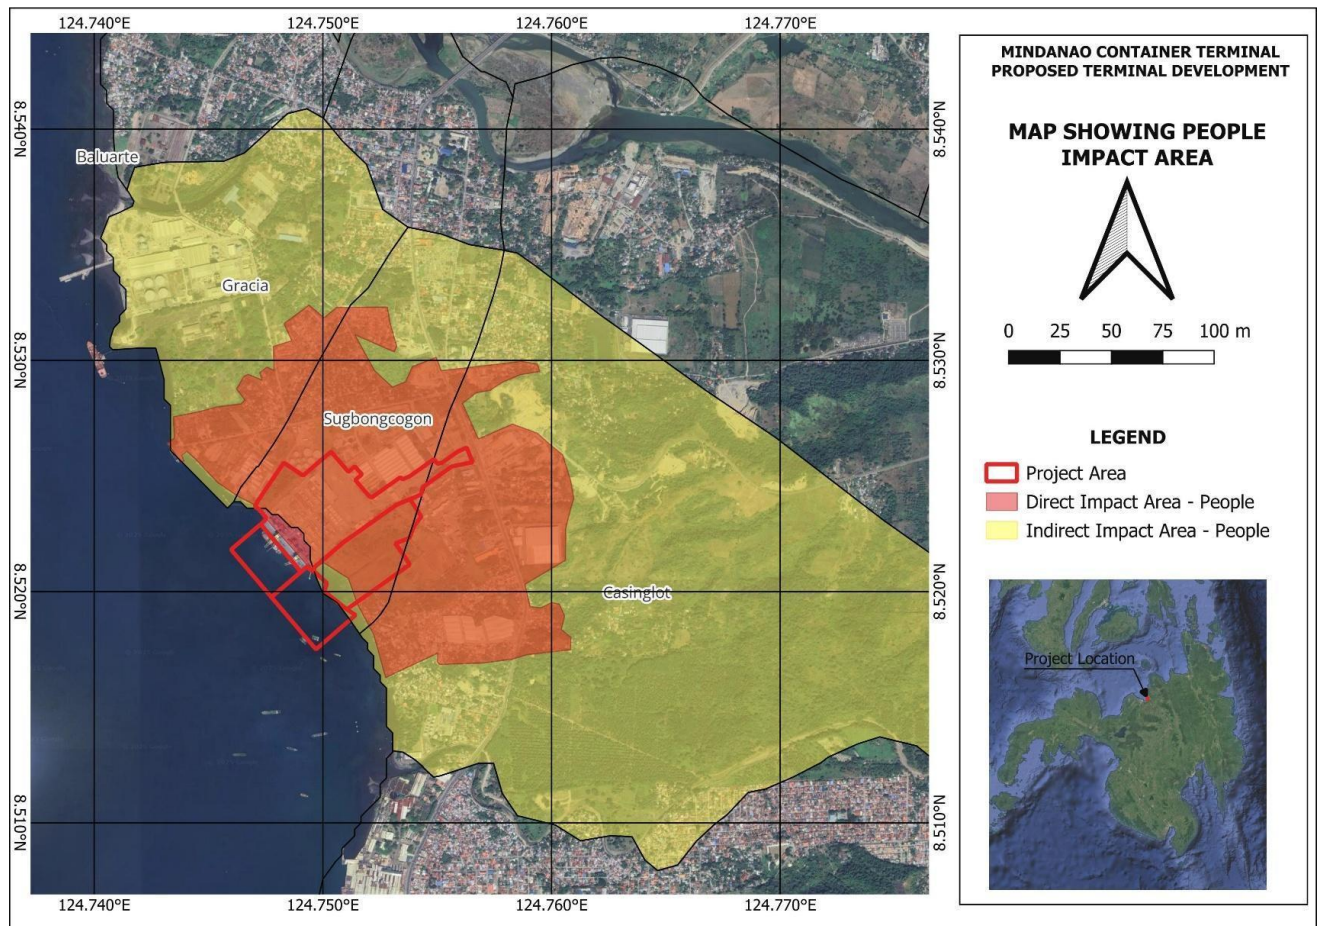 124.740°E 124.750°E 124.760°E 124.770°E
8.540°N 8.540°N
8.530°N 8.530°N
8.520°N 8.520°N
8.510°N 8.510°N
124.740°E 124.750°E 124.760°E 124.770°E
Baluarte
Gracia
Sugbongcogon
Casinglot
MINDANAO CONTAINER TERMINAL
PROPOSED TERMINAL DEVELOPMENT
MAP SHOWING PEOPLE
IMPACT AREA
0 25 50 75 100 m
LEGEND
Project Area
Direct Impact Area - People
Indirect Impact Area - People
Project Location